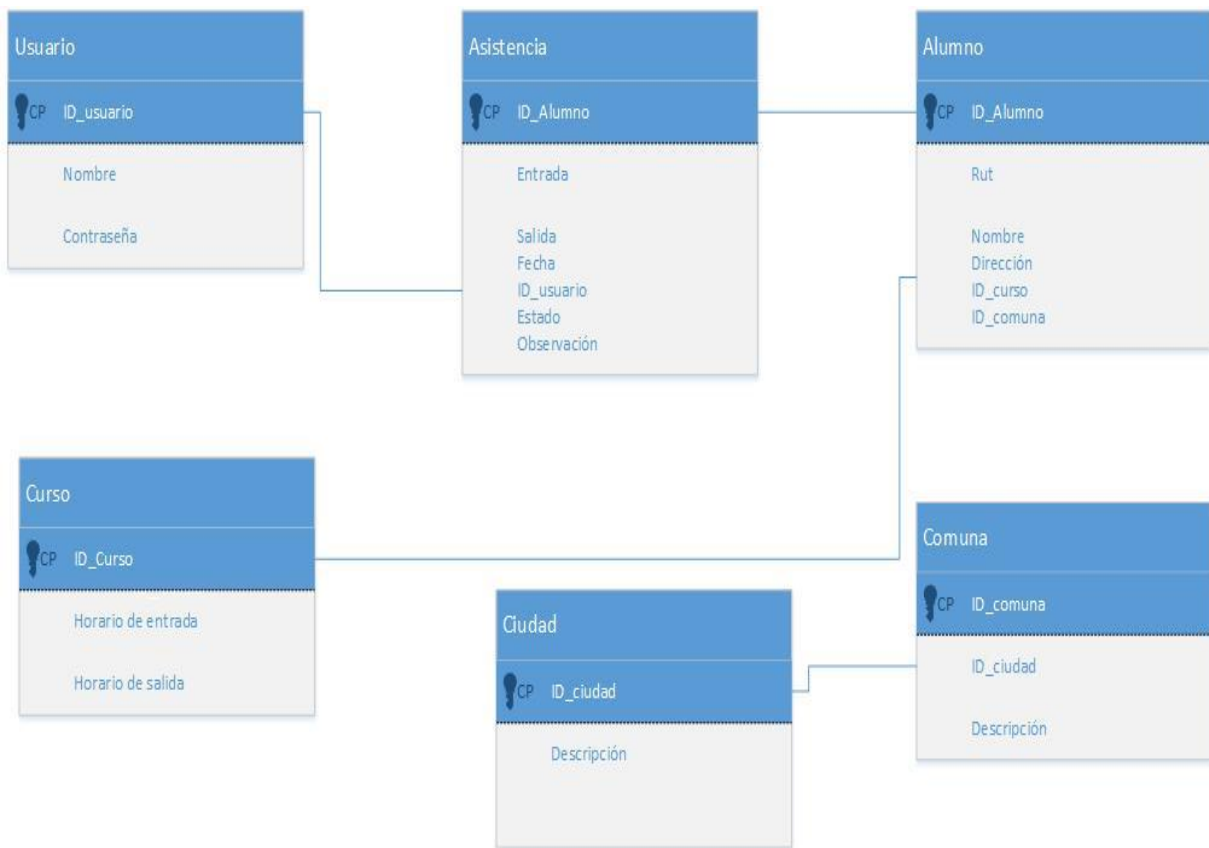 Usuario
CP ID_usuario
Nombre
Contraseña
Asistencia
CP ID_Alumno
Entrada
Salida
Fecha
ID_usuario
Estado
Observación
Alumno
CP ID_Alumno
Rut
Nombre
Dirección
ID_curso
ID_comuna
Curso
CP ID_Curso
Horario de entrada
Horario de salida
Ciudad
CP ID_ciudad
Descripción
Comuna
CP ID_comuna
ID_ciudad
Descripción